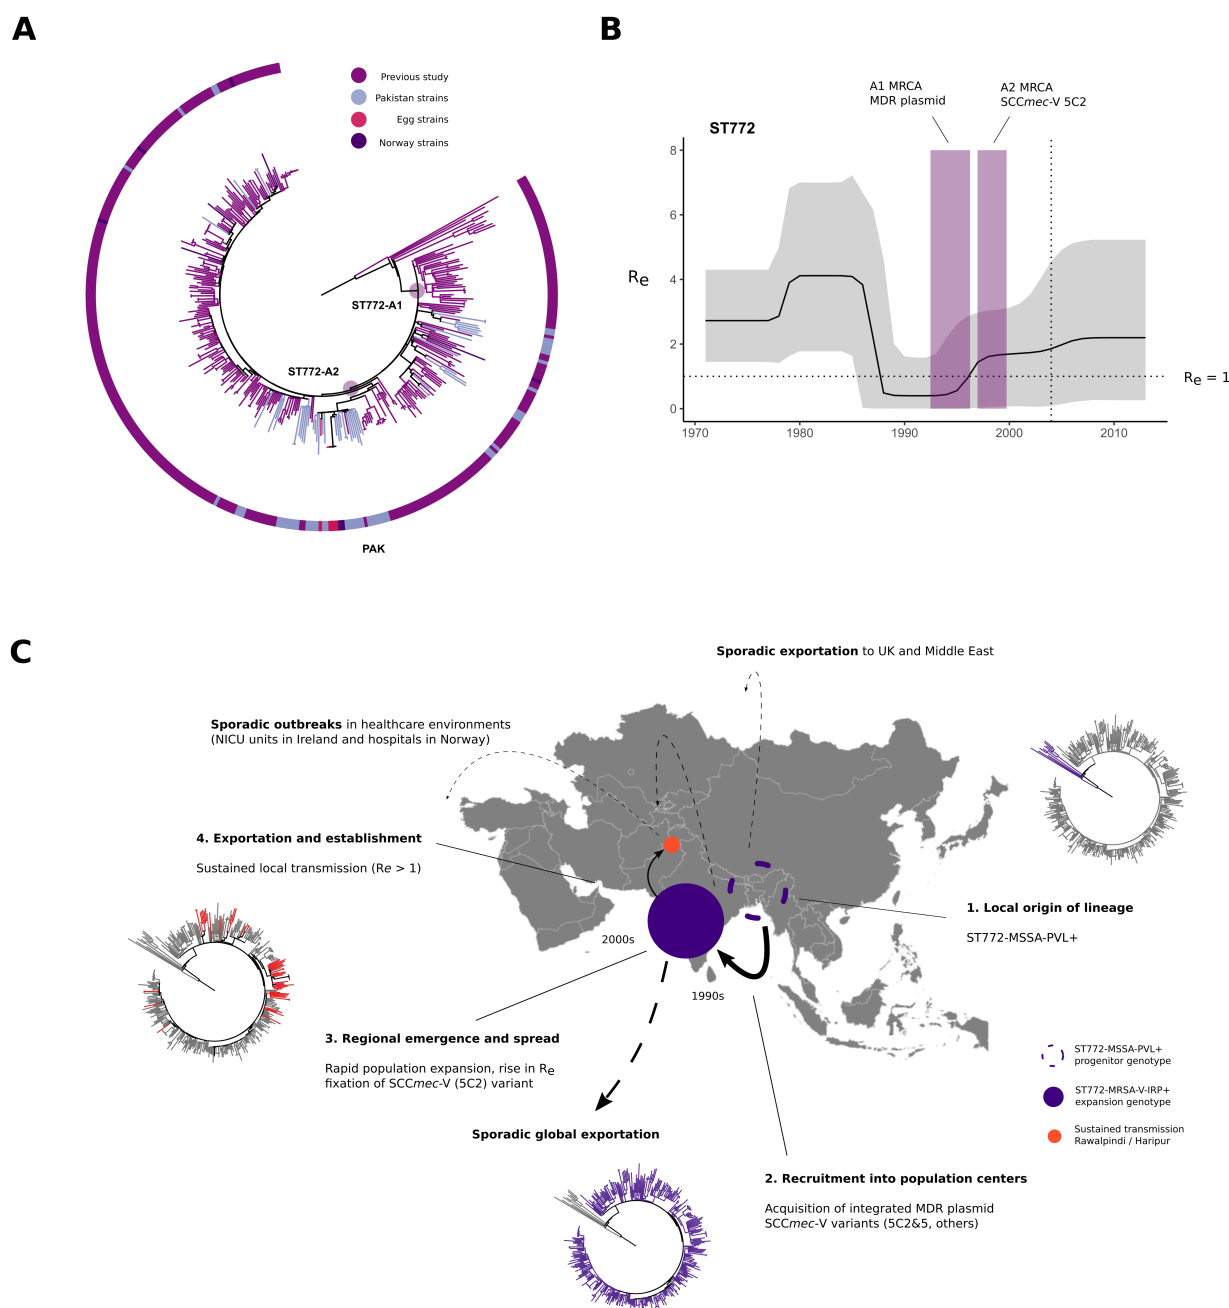 A
Previous study
Pakistan strains
Egg strains
Norway strains
ST772-A1
ST772-A2
PAK
B
A1 MRCA
MDR plasmid
A2 MRCA
SCCmec-V 5C2
ST772
8
6
4
2
0
Re
Re = 1
1970
1980
1990
2000
2010
C
Sporadic exportation to UK and Middle East
Sporadic outbreaks in healthcare environments
(NICU units in Ireland and hospitals in Norway)
4. Exportation and establishment
Sustained local transmission (Re > 1)
1. Local origin of lineage
ST772-MSSA-PVL+
2000s
1990s
3. Regional emergence and spread
Rapid population expansion, rise in Re
fixation of SCCmec-V (5C2) variant
Sporadic global exportation
ST772-MSSA-PVL+
progenitor genotype
ST772-MRSA-V-IRP+
expansion genotype
Sustained transmission
Rawalpindi / Haripur
2. Recruitment into population centers
Acquisition of integrated MDR plasmid
SCCmec-V variants (5C2&5, others)